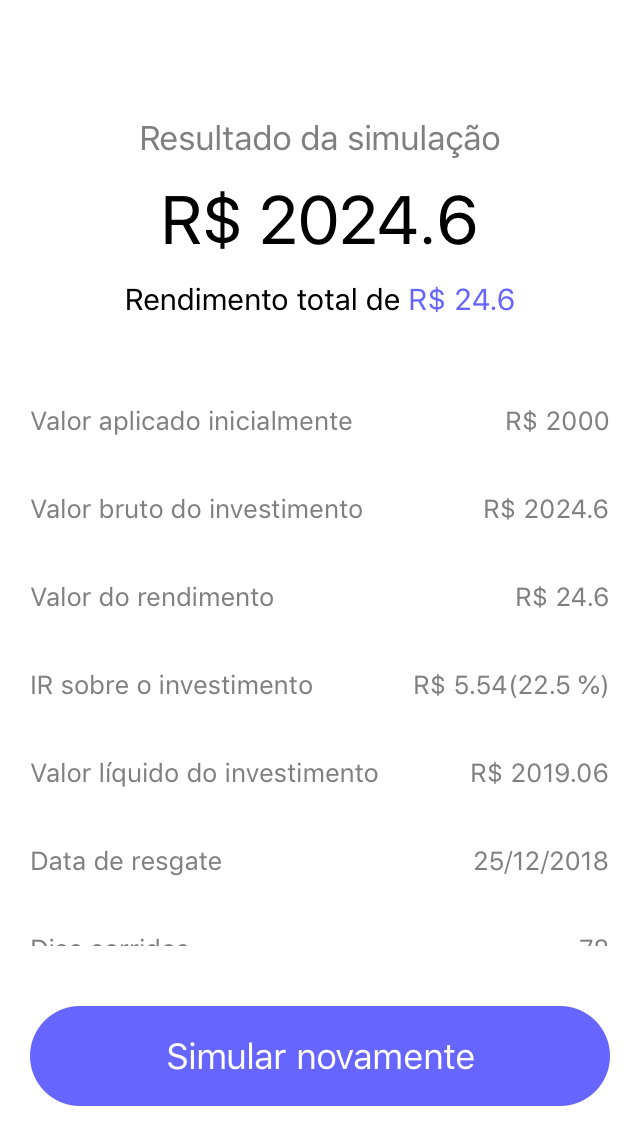 Resultado da simulação
R$ 2024.6
Rendimento total de R$ 24.6
Valor aplicado inicialmente R$ 2000
Valor bruto do investimento R$ 2024.6
Valor do rendimento R$ 24.6
IR sobre o investimento R$ 5.54(22.5 %)
Valor líquido do investimento R$ 2019.06
Data de resgate 25/12/2018
Dias corridos
Simular novamente